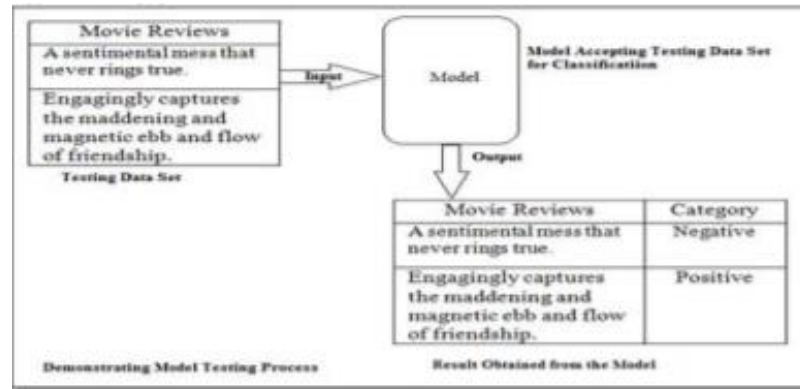 Movie Reviews
A sentimental mess that
never rings true.
Engagingly captures
the maddening and
magnetic ebb and flow
of friendship.
Testing Data Set
Input
Model
Model Accepting Testing Data Set
for Classificatiion
Output
Movie Reviews Category
A sentimental mess that Negative
never rings true.
Engagingly captures Positive
the maddening and
magnetic ebb and flow
of friendship.
Demonstrating Model Testing Process
Result Obtained from the Model